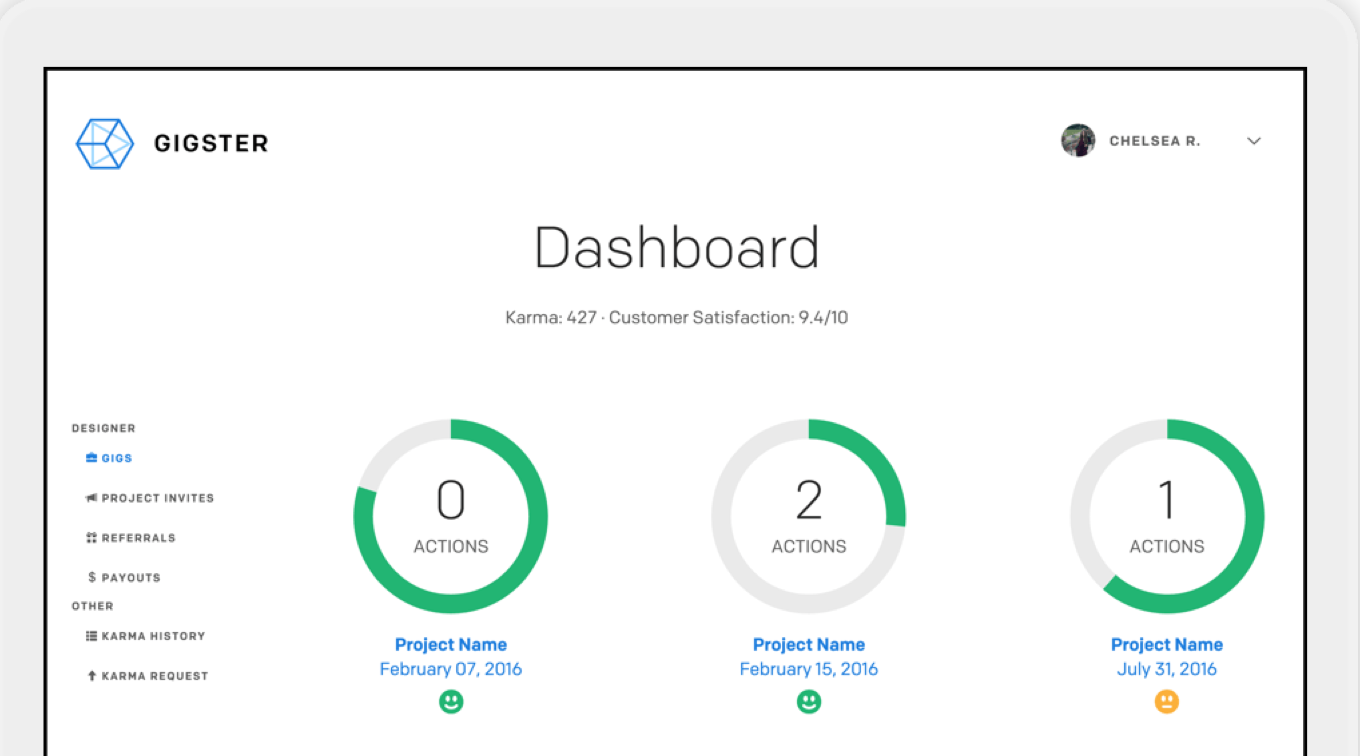 GIGSTER
CHELSEA R.
Dashboard
Karma: 427 · Customer Satisfaction: 9.4/10
DESIGNER
GIGS
PROJECT INVITES
REFERRALS
$ PAYOUTS
OTHER
KARMA HISTORY
KARMA REQUEST
0
ACTIONS
Project Name
February 07, 2016
2
ACTIONS
Project Name
February 15, 2016
1
ACTIONS
Project Name
July 31, 2016